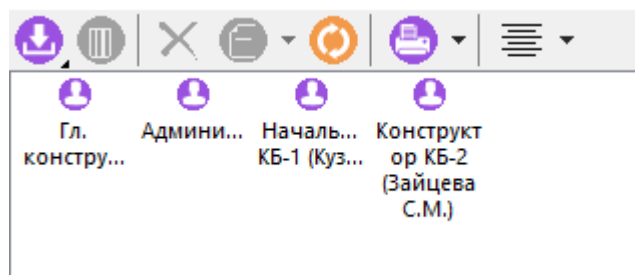 Гл.
констру...
Админи...
Началь...
КБ-1 (Куз...
Конструкт
ор КБ-2
(Зайцева
С.М.)